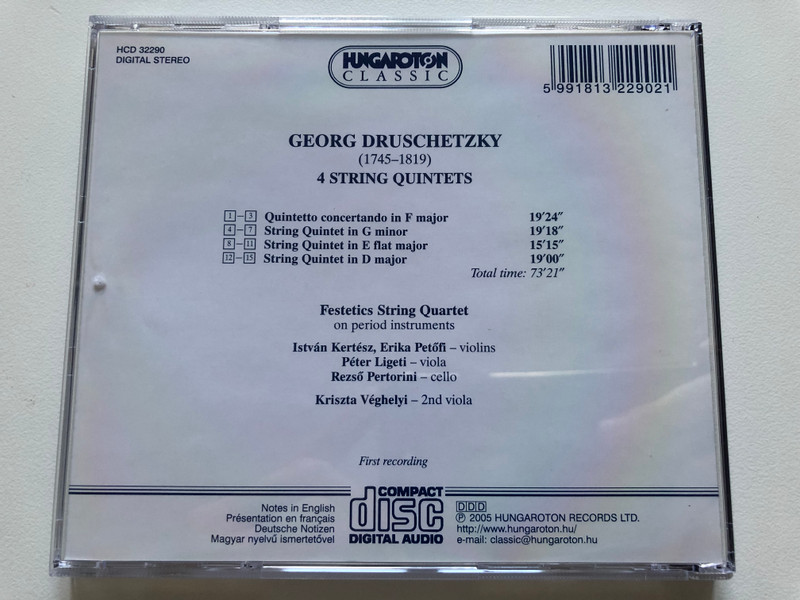 HCD 32290
DIGITAL STEREO
HUNGAROTON
CLASSIC
5 991813 229021
GEORG DRUSCHETZKY
(1745–1819)
4 STRING QUINTETS
1–3 Quintetto concertando in F major 19′24″
4–7 String Quintet in G minor 19′18″
8–11 String Quintet in E flat major 15′15″
12–15 String Quintet in D major 19′00″
Total time: 73′21″
Festetics String Quartet
on period instruments
István Kertész, Erika Petőfi – violins
Péter Ligeti – viola
Rezső Pertorini – cello
Kriszta Véghelyi – 2nd viola
First recording
Notes in English
Présentation en français
Deutsche Notizen
Magyar nyelvű ismertetővel
COMPACT
disc
DIGITAL AUDIO
DDD
℗ 2005 HUNGAROTON RECORDS LTD.
http://www.hungaroton.hu/
e-mail: classic@hungaroton.hu